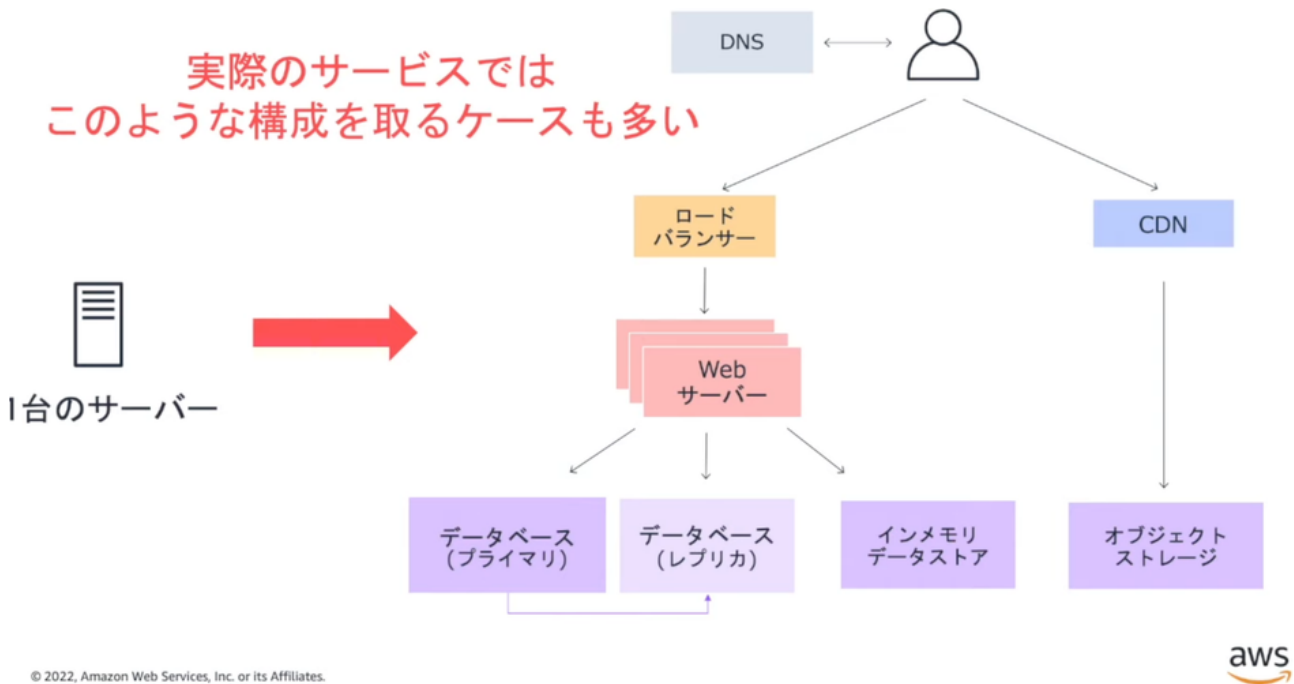 実際のサービスでは
このような構成を取るケースも多い
DNS
ロード
バランサー
CDN
1台のサーバー
Web
サーバー
データベース
(プライマリ)
データベース
(レプリカ)
インメモリ
データストア
オブジェクト
ストレージ
© 2022, Amazon Web Services, Inc. or its Affiliates.
aws